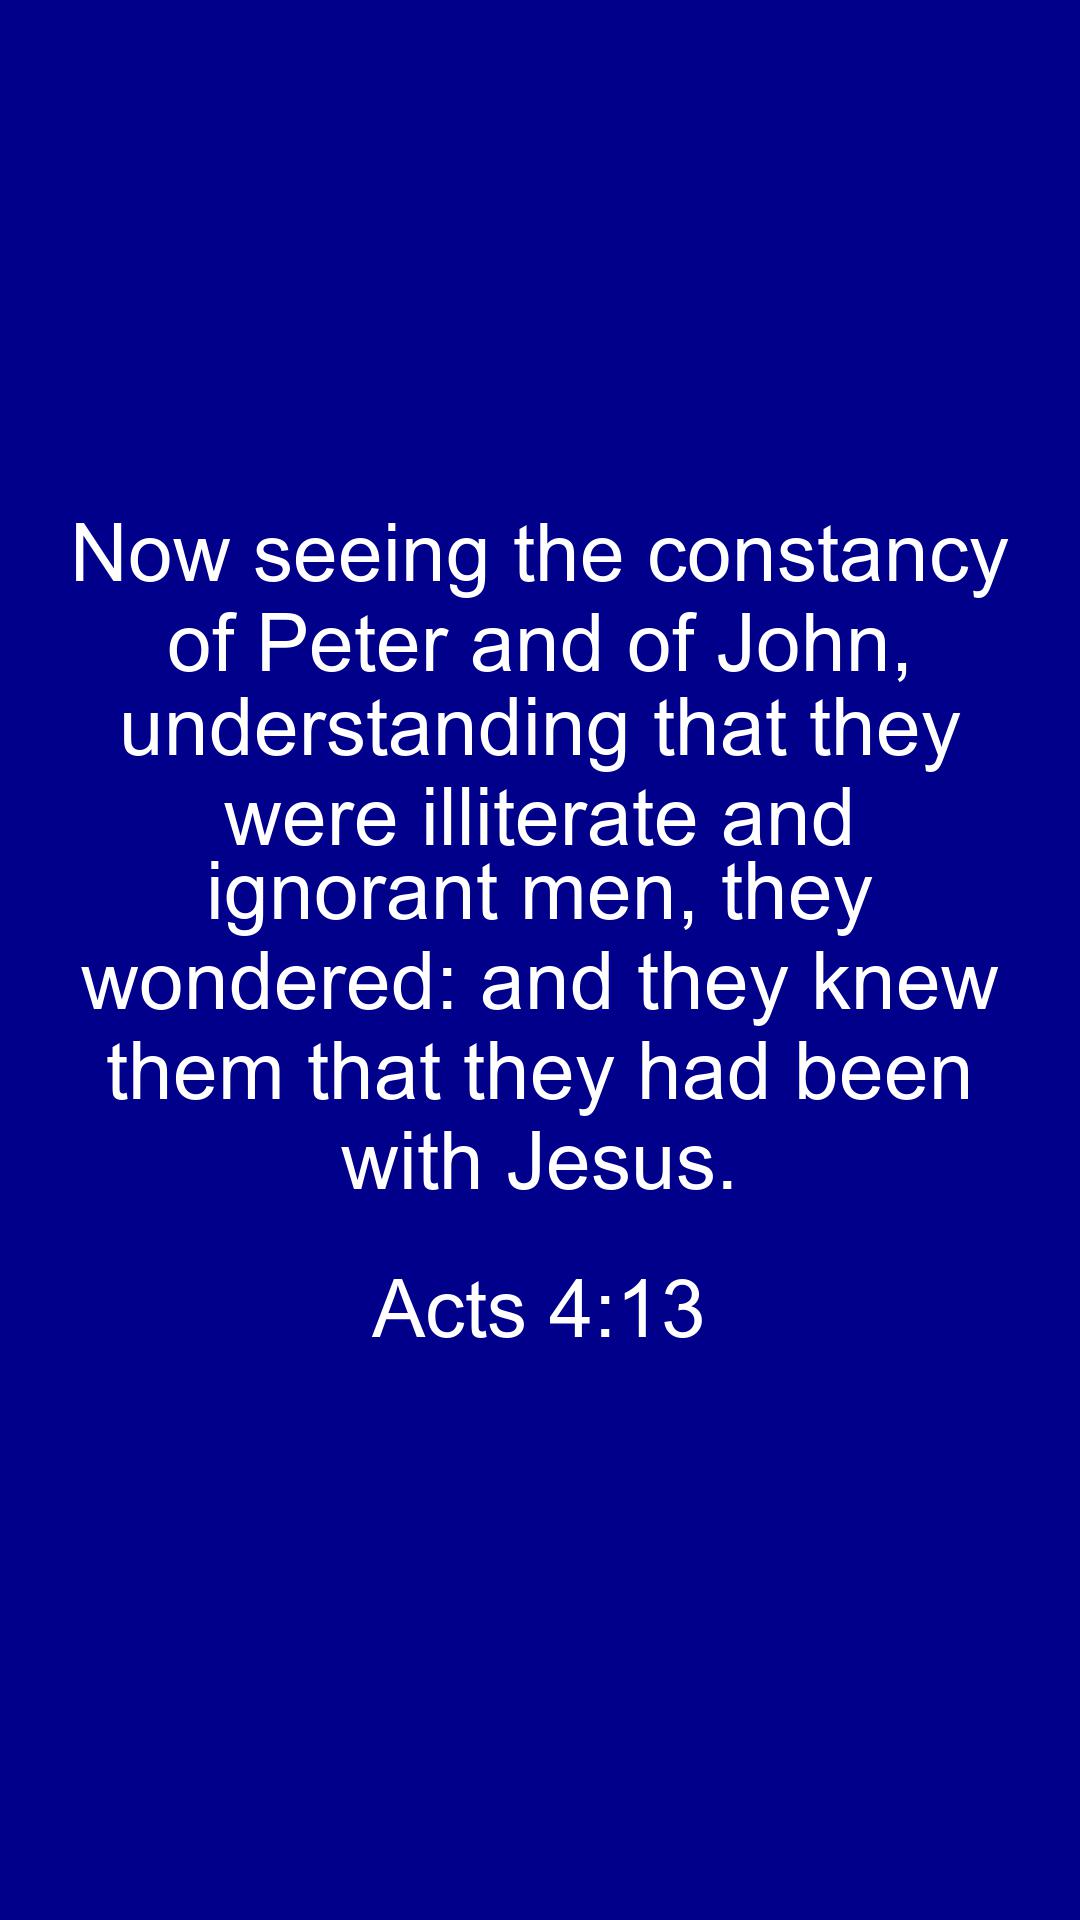 Now seeing the constancy
of Peter and of John,
understanding that they
were illiterate and
ignorant men, they
wondered: and they knew
them that they had been
with Jesus.
Acts 4:13